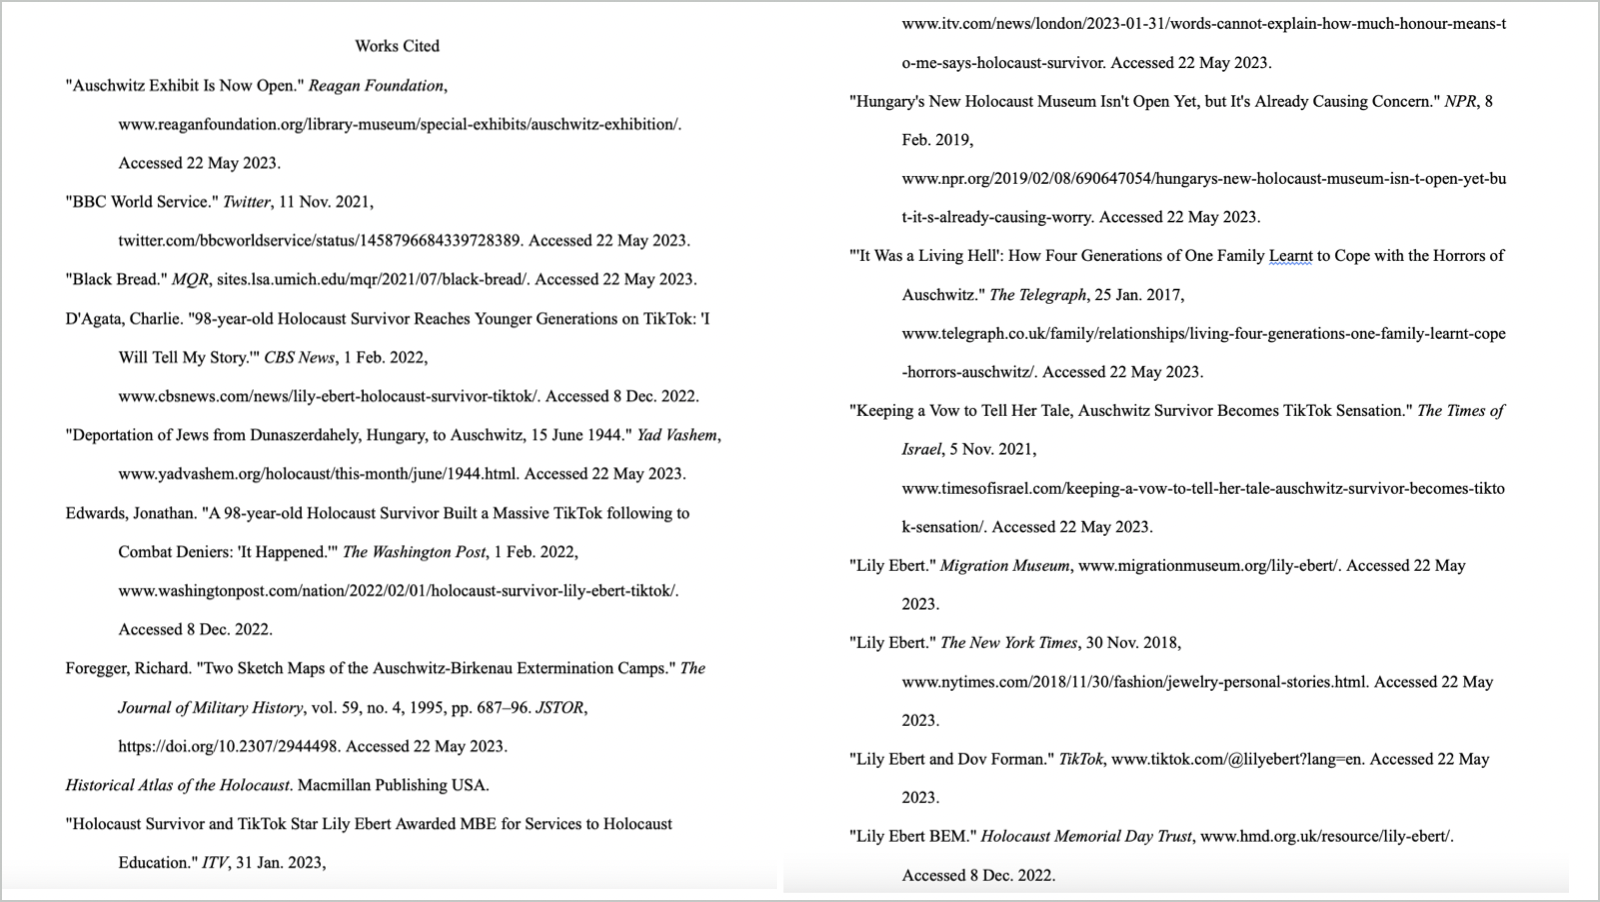 Works Cited
"Auschwitz Exhibit Is Now Open." Reagan Foundation,
www.reaganfoundation.org/library-museum/special-exhibits/auschwitz-exhibition/.
Accessed 22 May 2023.
"BBC World Service." Twitter, 11 Nov. 2021,
twitter.com/bbcworldservice/status/1458796684339728389. Accessed 22 May 2023.
"Black Bread." MQR, sites.lsa.umich.edu/mqr/2021/07/black-bread/. Accessed 22 May 2023.
D'Agata, Charlie. "98-year-old Holocaust Survivor Reaches Younger Generations on TikTok: 'I
Will Tell My Story.'" CBS News, 1 Feb. 2022,
www.cbsnews.com/news/lily-ebert-holocaust-survivor-tiktok/. Accessed 8 Dec. 2022.
"Deportation of Jews from Dunaszerdahely, Hungary, to Auschwitz, 15 June 1944." Yad Vashem,
www.yadvashem.org/holocaust/this-month/june/1944.html. Accessed 22 May 2023.
Edwards, Jonathan. "A 98-year-old Holocaust Survivor Built a Massive TikTok following to
Combat Deniers: 'It Happened.'" The Washington Post, 1 Feb. 2022,
www.washingtonpost.com/nation/2022/02/01/holocaust-survivor-lily-ebert-tiktok/.
Accessed 8 Dec. 2022.
Foregger, Richard. "Two Sketch Maps of the Auschwitz-Birkenau Extermination Camps." The
Journal of Military History, vol. 59, no. 4, 1995, pp. 687–96. JSTOR,
https://doi.org/10.2307/2944498. Accessed 22 May 2023.
Historical Atlas of the Holocaust. Macmillan Publishing USA.
"Holocaust Survivor and TikTok Star Lily Ebert Awarded MBE for Services to Holocaust
Education." ITV, 31 Jan. 2023,
www.itv.com/news/london/2023-01-31/words-cannot-explain-how-much-honour-means-t
o-me-says-holocaust-survivor. Accessed 22 May 2023.
"Hungary's New Holocaust Museum Isn't Open Yet, but It's Already Causing Concern." NPR, 8
Feb. 2019,
www.npr.org/2019/02/08/690647054/hungarys-new-holocaust-museum-isn-t-open-yet-bu
t-it-s-already-causing-worry. Accessed 22 May 2023.
"'It Was a Living Hell': How Four Generations of One Family Learnt to Cope with the Horrors of
Auschwitz." The Telegraph, 25 Jan. 2017,
www.telegraph.co.uk/family/relationships/living-four-generations-one-family-learnt-cope
-horrors-auschwitz/. Accessed 22 May 2023.
"Keeping a Vow to Tell Her Tale, Auschwitz Survivor Becomes TikTok Sensation." The Times of
Israel, 5 Nov. 2021,
www.timesofisrael.com/keeping-a-vow-to-tell-her-tale-auschwitz-survivor-becomes-tikto
k-sensation/. Accessed 22 May 2023.
"Lily Ebert." Migration Museum, www.migrationmuseum.org/lily-ebert/. Accessed 22 May
2023.
"Lily Ebert." The New York Times, 30 Nov. 2018,
www.nytimes.com/2018/11/30/fashion/jewelry-personal-stories.html. Accessed 22 May
2023.
"Lily Ebert and Dov Forman." TikTok, www.tiktok.com/@lilyebert?lang=en. Accessed 22 May
2023.
"Lily Ebert BEM." Holocaust Memorial Day Trust, www.hmd.org.uk/resource/lily-ebert/.
Accessed 8 Dec. 2022.